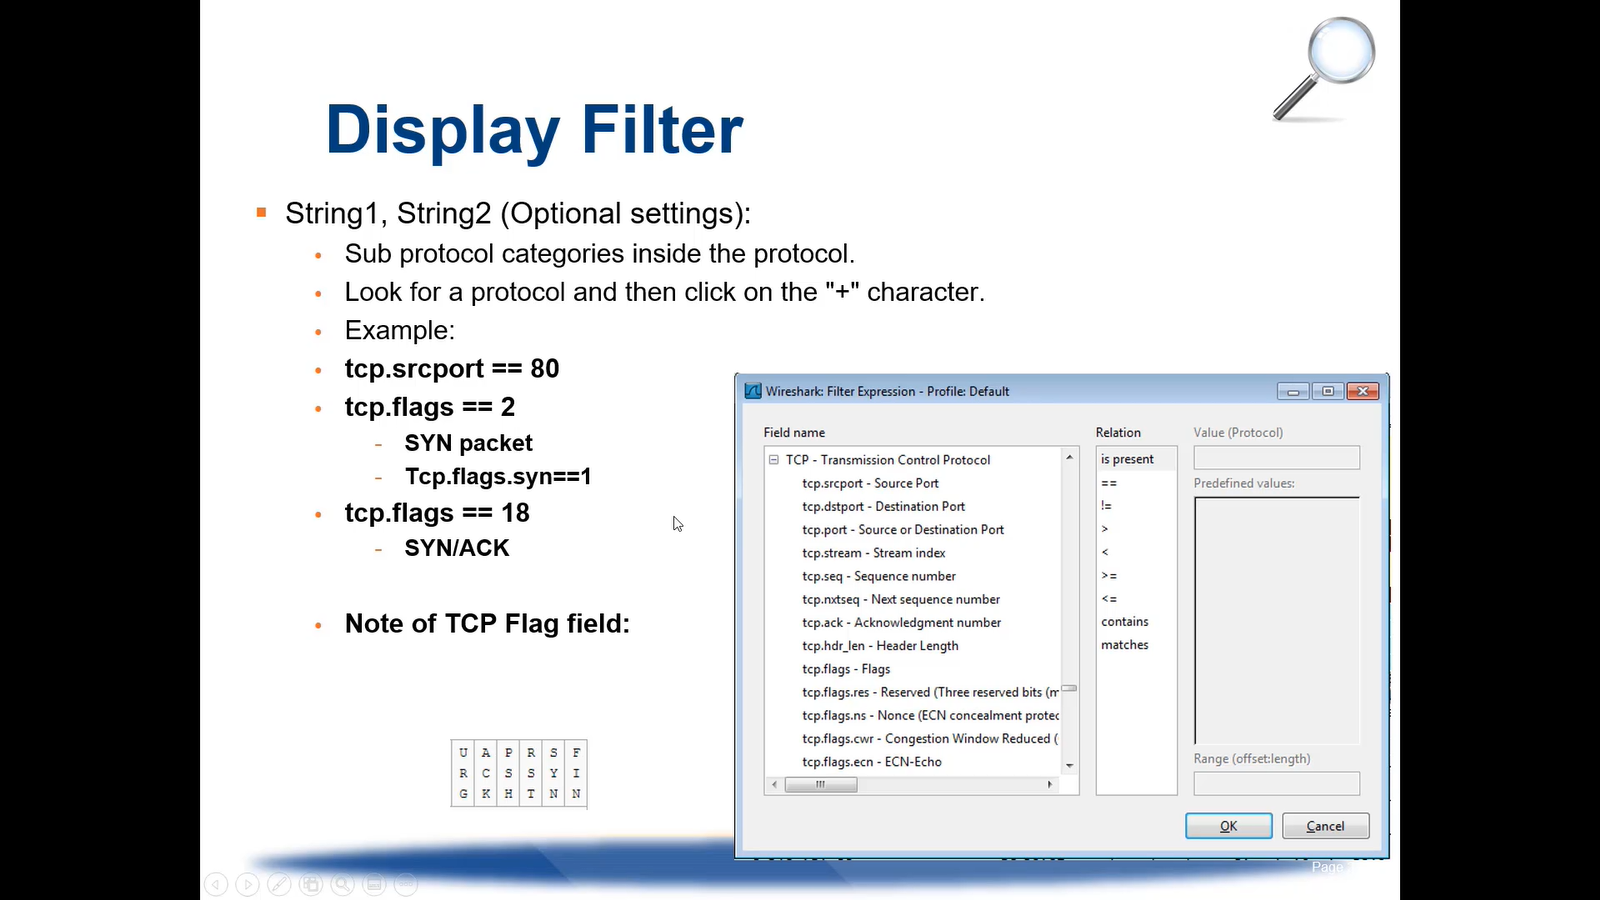 Display Filter
String1, String2 (Optional settings):
Sub protocol categories inside the protocol.
Look for a protocol and then click on the "+" character.
Example:
tcp.srcport == 80
tcp.flags == 2
- SYN packet
- Tcp.flags.syn==1
tcp.flags == 18
- SYN/ACK
Note of TCP Flag field:
U A P R S F
R C S S Y I
G K H T N N
Wireshark: Filter Expression - Profile: Default
Field name
TCP - Transmission Control Protocol
tcp.srcport - Source Port
tcp.dstport - Destination Port
tcp.port - Source or Destination Port
tcp.stream - Stream index
tcp.seq - Sequence number
tcp.nxtseq - Next sequence number
tcp.ack - Acknowledgment number
tcp.hdr_len - Header Length
tcp.flags - Flags
tcp.flags.res - Reserved (Three reserved bits (m
tcp.flags.ns - Nonce (ECN concealment protec
tcp.flags.cwr - Congestion Window Reduced (
tcp.flags.ecn - ECN-Echo
Relation
is present
==
!=
>
<
>=
<=
contains
matches
Value (Protocol)
Predefined values:
Range (offset:length)
OK
Cancel
Page